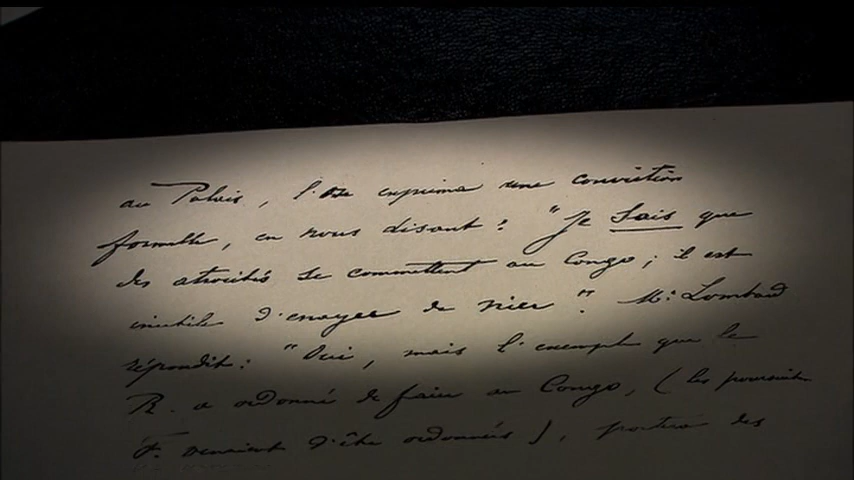 au Palais, l' exprima une conviction
formelle, en nous disant : "Je Sais que
des atrocités se commettent au Congo ; il est
inutile d'essayer de nier". Mr. Lombard
répondit : "Oui, mais l'exemple que le
R. a ordonné de faire au Congo, (les poursuites
F. venaient d'être ordonnées), portera des